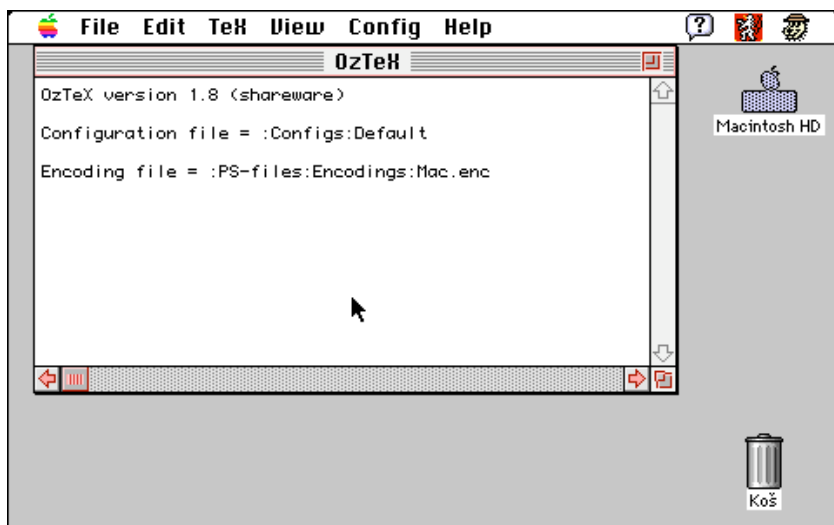 File Edit TeX View Config Help
OzTeX
OzTeX version 1.8 (shareware)
Configuration file = :Configs:Default
Encoding file = :PS-files:Encodings:Mac.enc
Macintosh HD
Koš